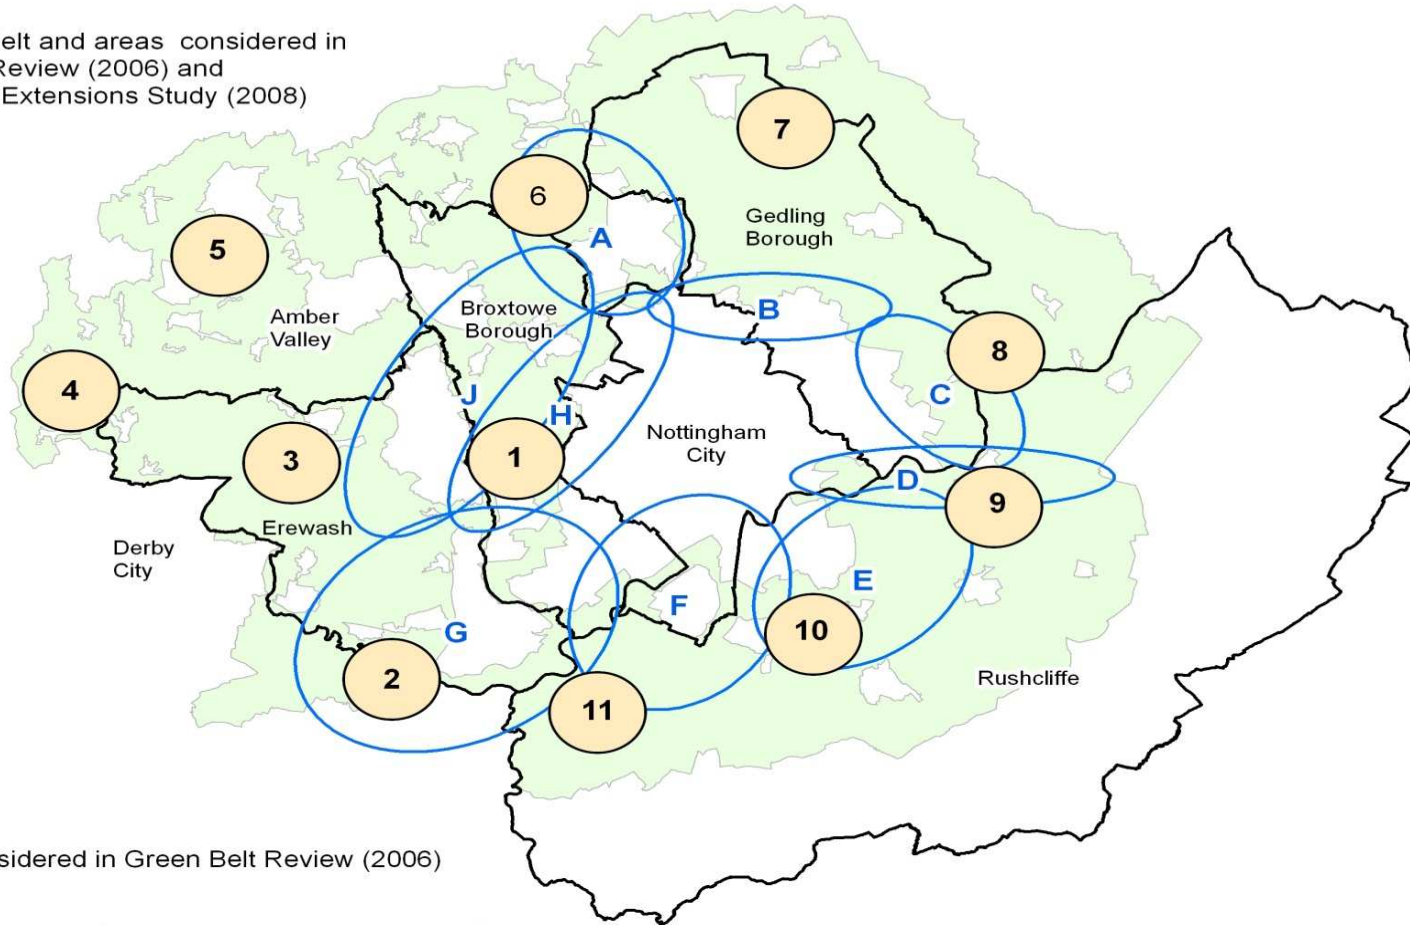 elt and areas considered in
Review (2006) and
Extensions Study (2008)
7
6
A
Gedling
Borough
5
Amber
Valley
Broxtowe
Borough
B
8
4
J
H
C
Nottingham
City
3
1
D
9
Erewash
Derby
City
E
F
G
10
2
Rushcliffe
11
sidered in Green Belt Review (2006)